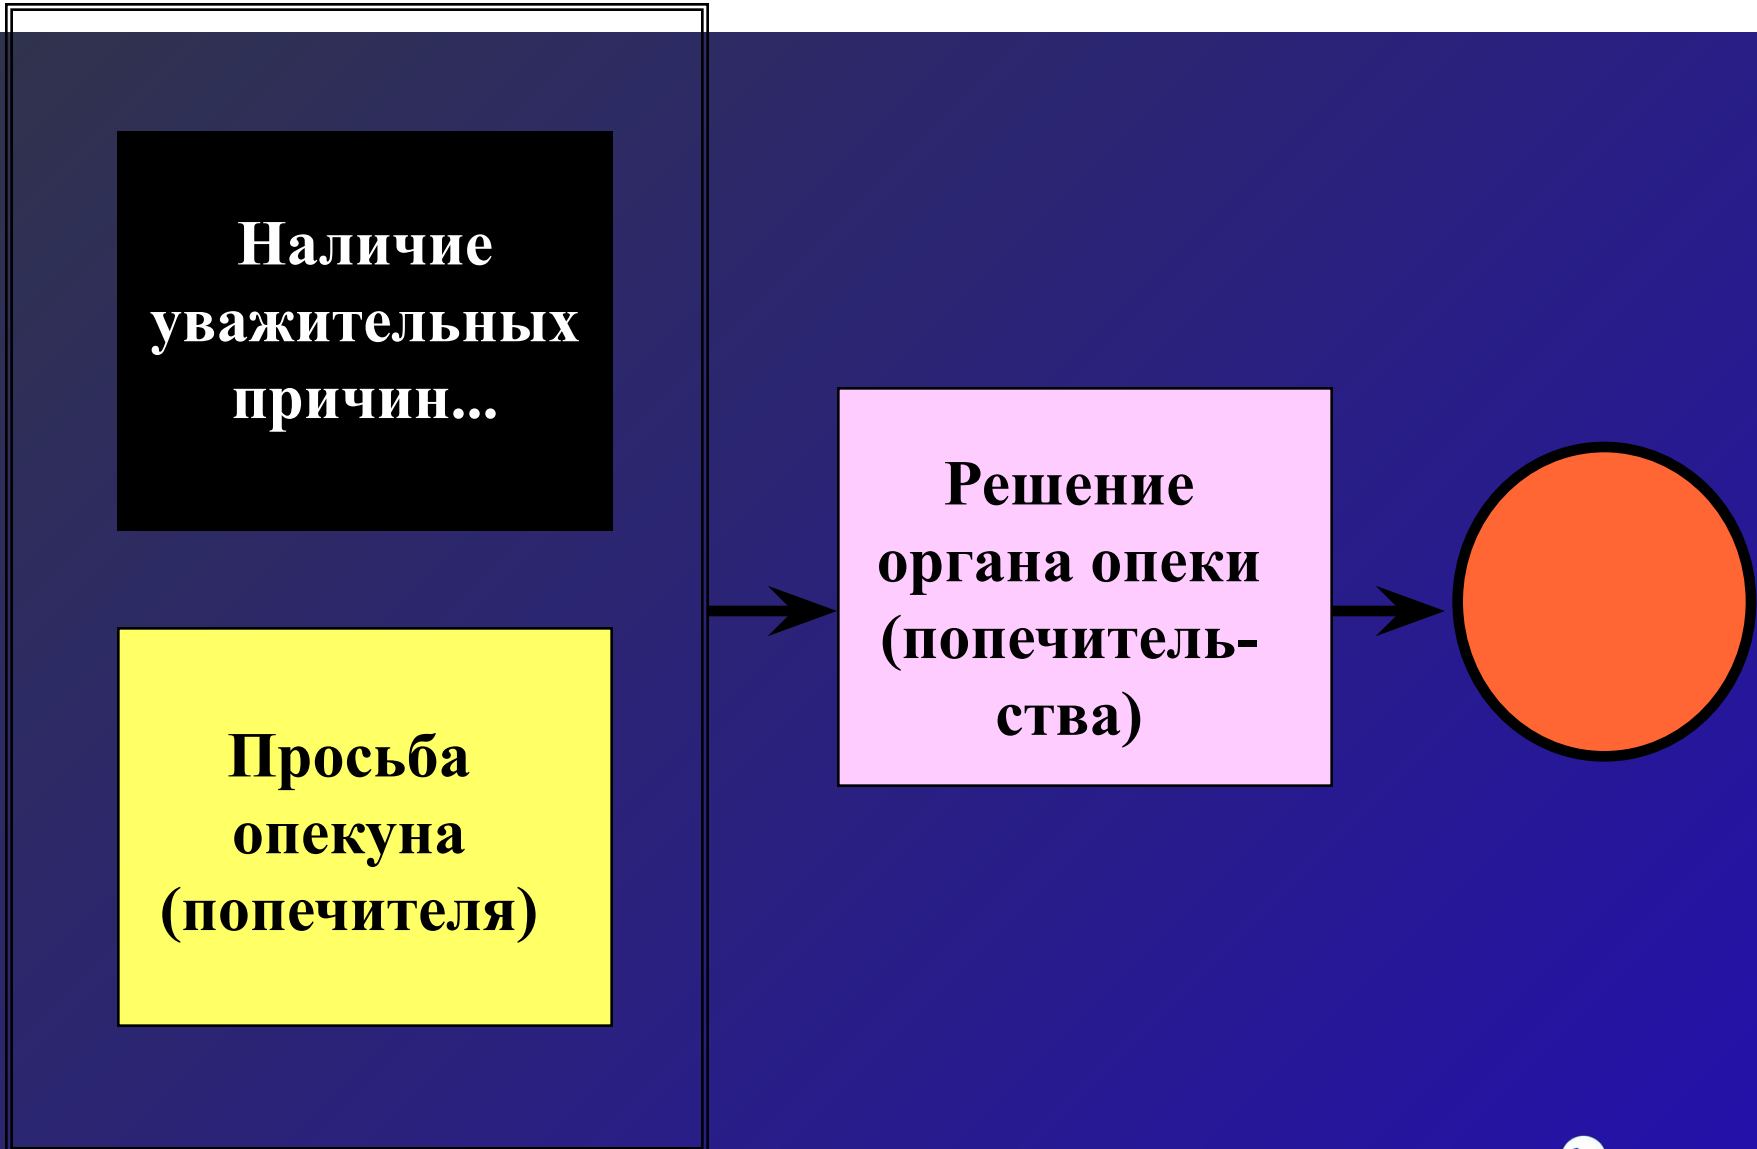 Наличие
уважительных
причин...
Просьба
опекуна
(попечителя)
Решение
органа опеки
(попечитель-
ства)